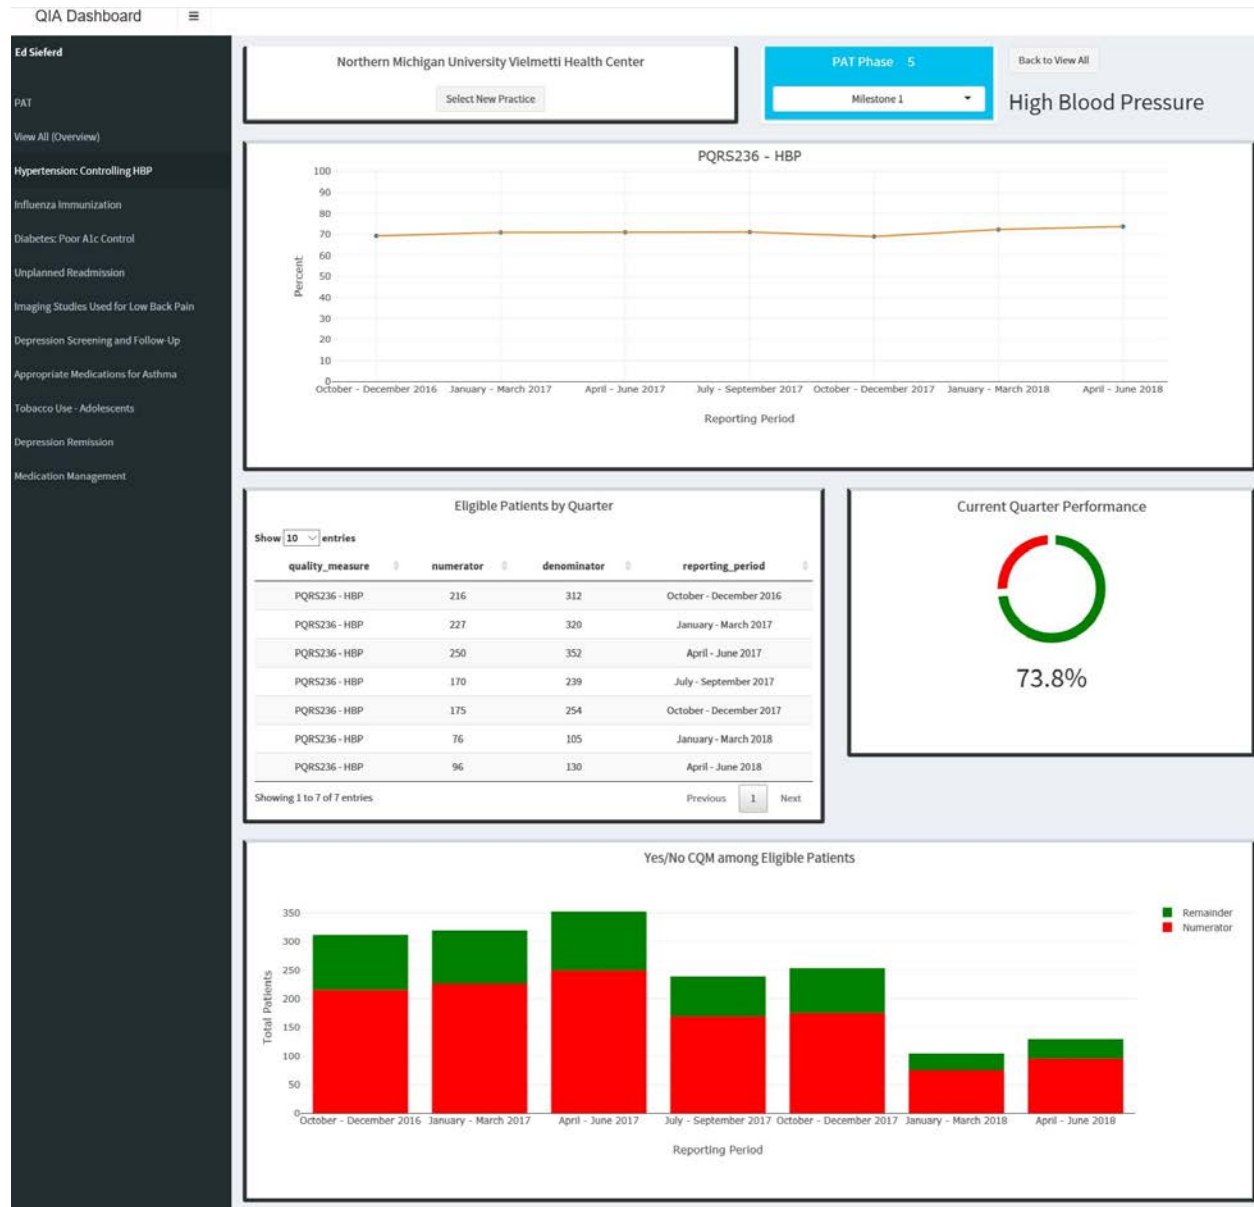 QIA Dashboard ≡
Ed Sieferd
PAT
View All (Overview)
Hypertension: Controlling HBP
Influenza Immunization
Diabetes: Poor A1c Control
Unplanned Readmission
Imaging Studies Used for Low Back Pain
Depression Screening and Follow-Up
Appropriate Medications for Asthma
Tobacco Use - Adolescents
Depression Remission
Medication Management
Northern Michigan University Vielmetti Health Center
Select New Practice
PAT Phase 5
Milestone 1
Back to View All
High Blood Pressure
PQRS236 - HBP
100
90
80
70
60
50
40
30
20
10
0
Percent
October - December 2016 January - March 2017 April - June 2017 July - September 2017 October - December 2017 January - March 2018 April - June 2018
Reporting Period
Eligible Patients by Quarter
Show 10 entries
quality_measure numerator denominator reporting_period
PQRS236 - HBP 216 312 October - December 2016
PQRS236 - HBP 227 320 January - March 2017
PQRS236 - HBP 250 352 April - June 2017
PQRS236 - HBP 170 239 July - September 2017
PQRS236 - HBP 175 254 October - December 2017
PQRS236 - HBP 76 105 January - March 2018
PQRS236 - HBP 96 130 April - June 2018
Showing 1 to 7 of 7 entries
Previous 1 Next
Current Quarter Performance
73.8%
Yes/No CQM among Eligible Patients
350
300
250
200
150
100
50
0
Total Patients
October - December 2016 January - March 2017 April - June 2017 July - September 2017 October - December 2017 January - March 2018 April - June 2018
Reporting Period
Remainder
Numerator